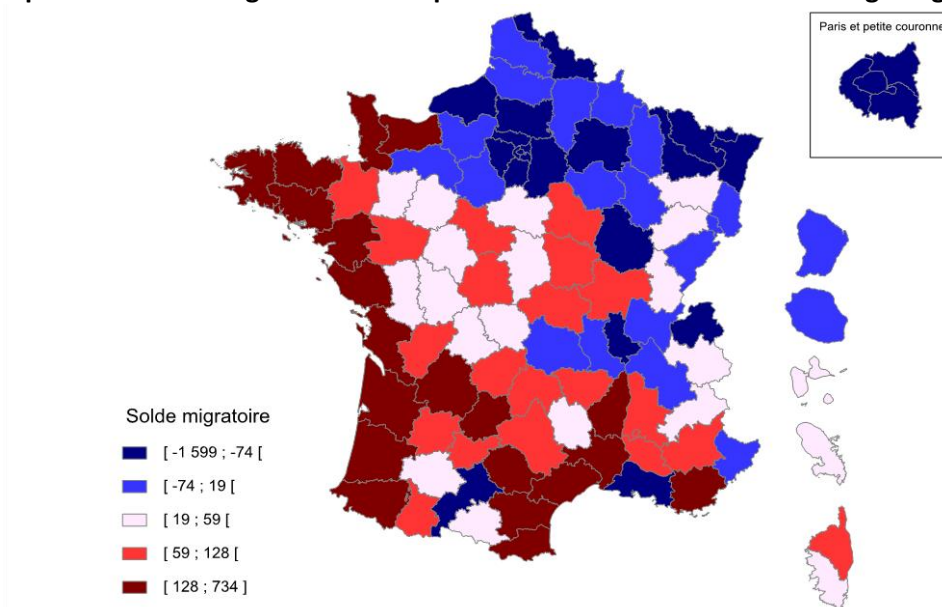 Paris et petite couronne
Solde migratoire
[ -1 599 ; -74 [
[ -74 ; 19 [
[ 19 ; 59 [
[ 59 ; 128 [
[ 128 ; 734 ]